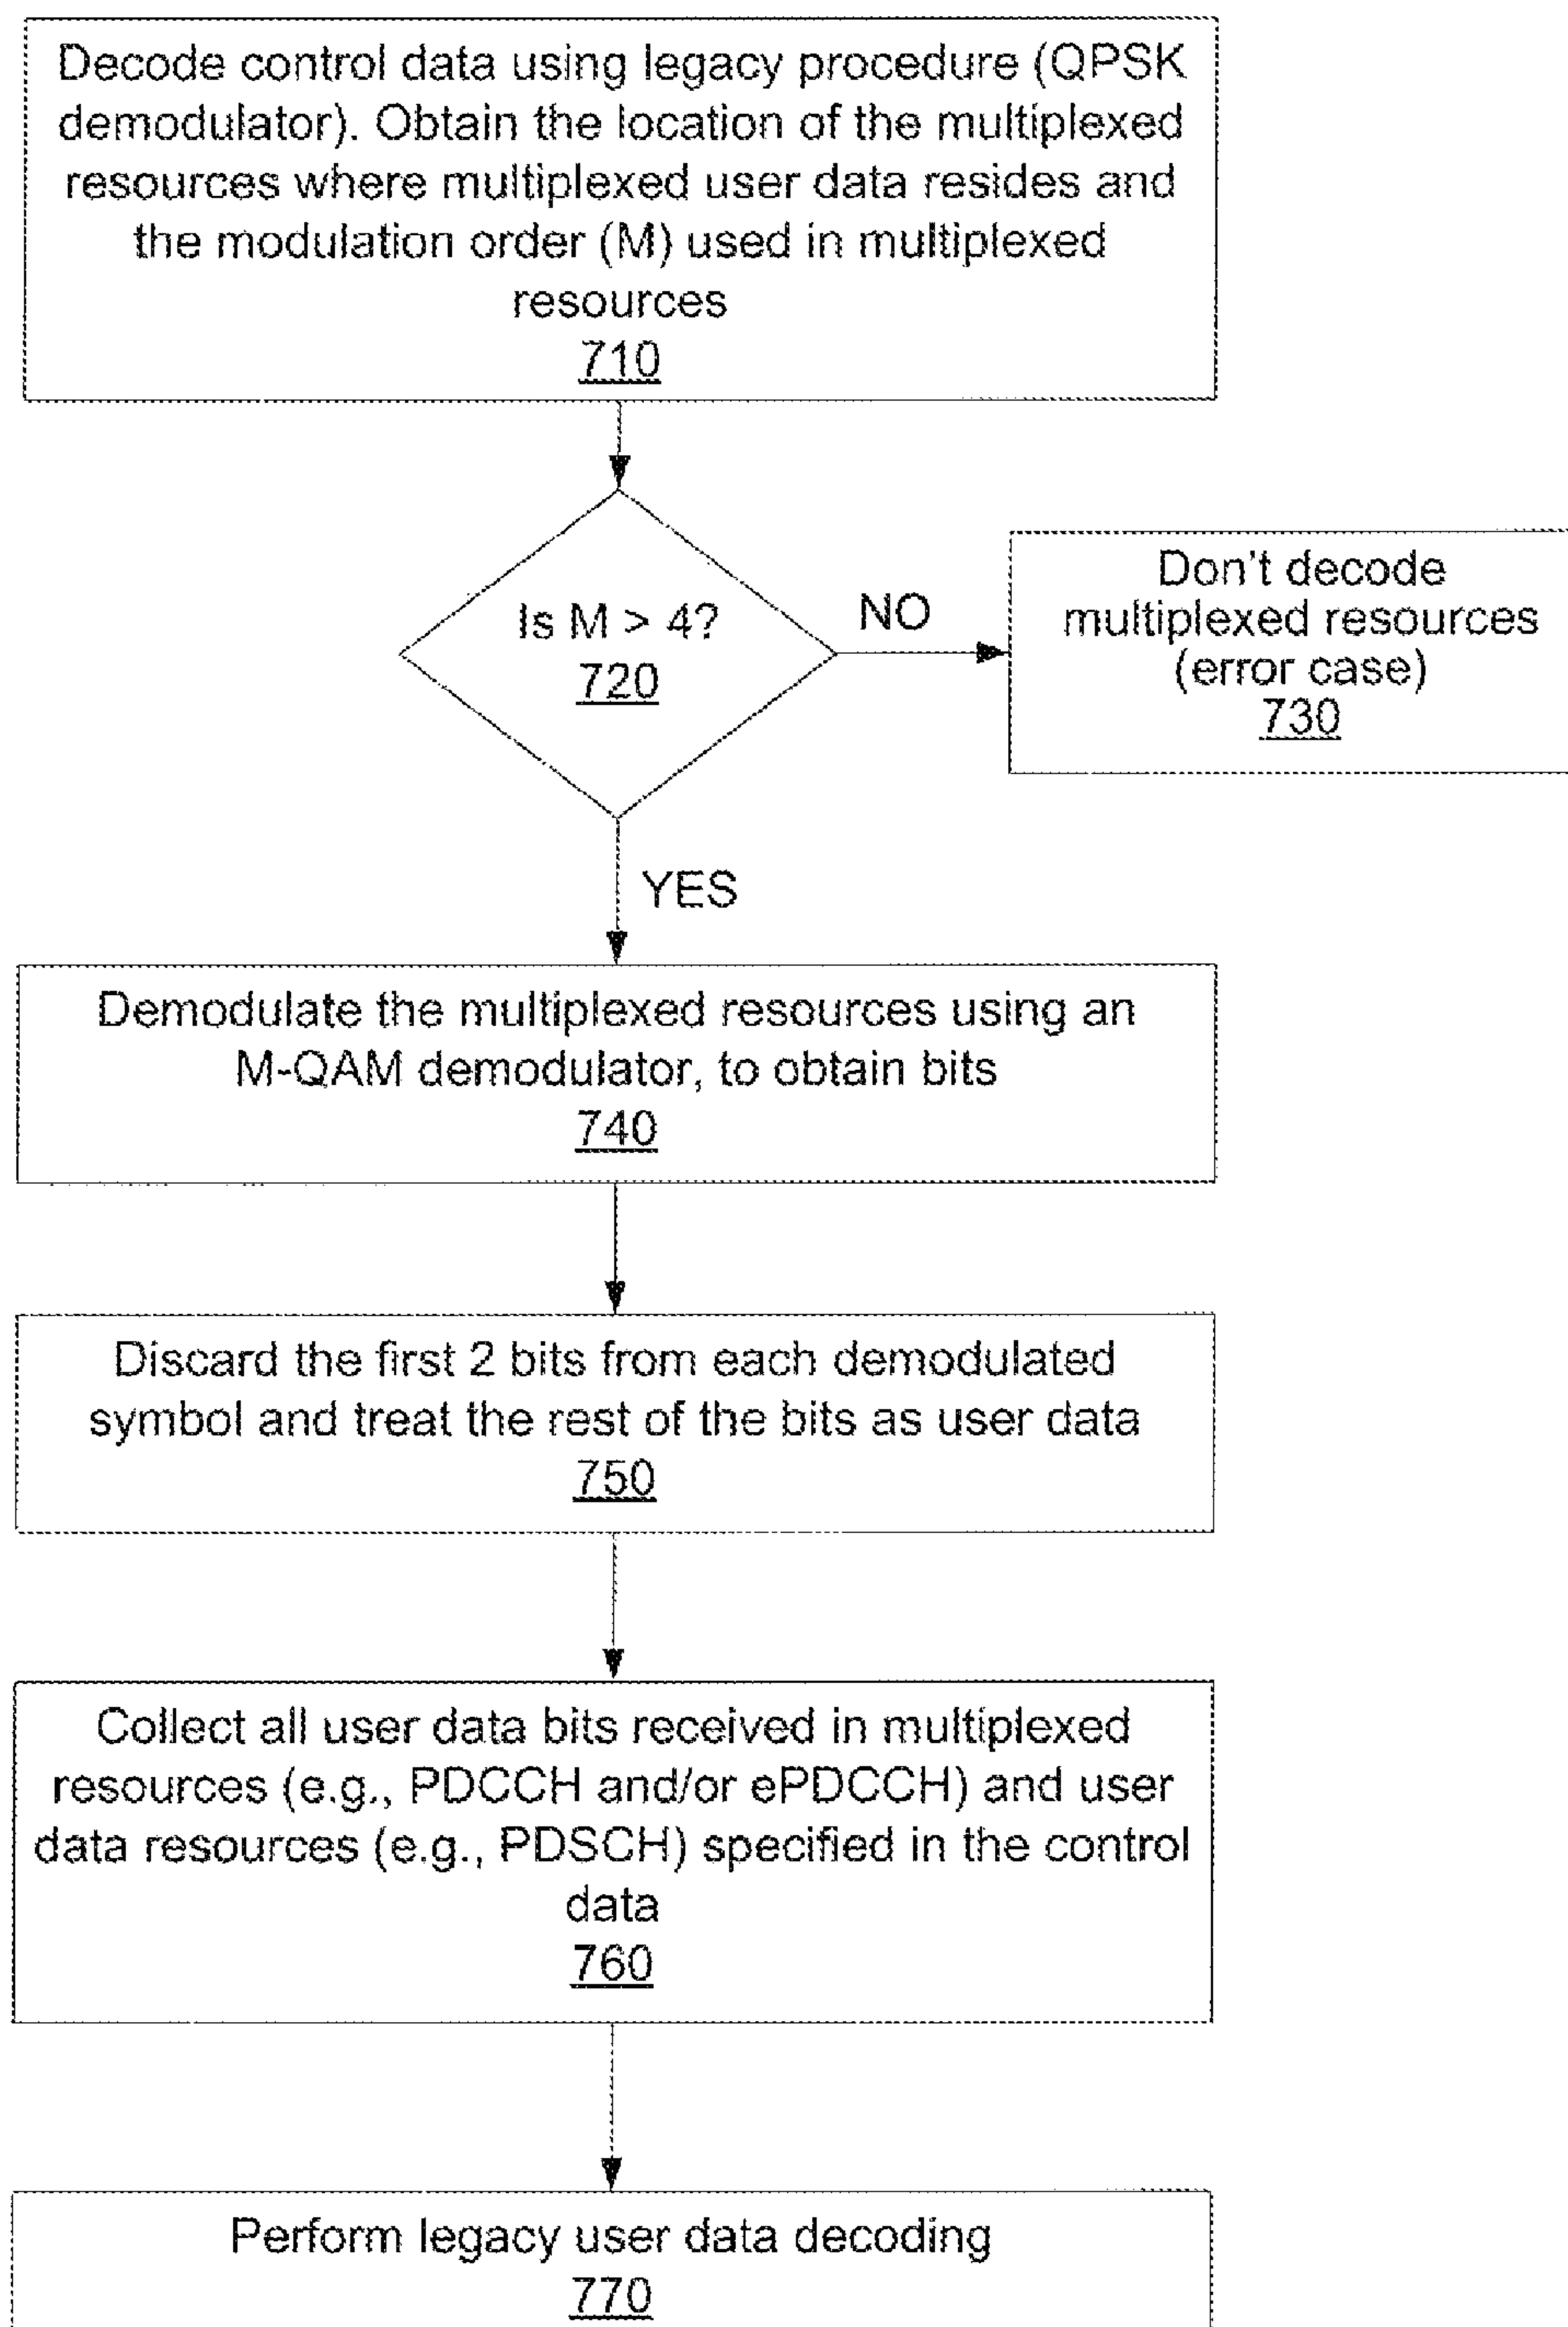 Decode control data using legacy procedure (QPSK
demodulator). Obtain the location of the multiplexed
resources where multiplexed user data resides and
the modulation order (M) used in multiplexed
resources
710
Is M > 4?
720
NO
Don't decode
multiplexed resources
(error case)
730
YES
Demodulate the multiplexed resources using an
M-QAM demodulator, to obtain bits
740
Discard the first 2 bits from each demodulated
symbol and treat the rest of the bits as user data
750
Collect all user data bits received in multiplexed
resources (e.g., PDCCH and/or ePDCCH) and user
data resources (e.g., PDSCH) specified in the control
data
760
Perform legacy user data decoding
770